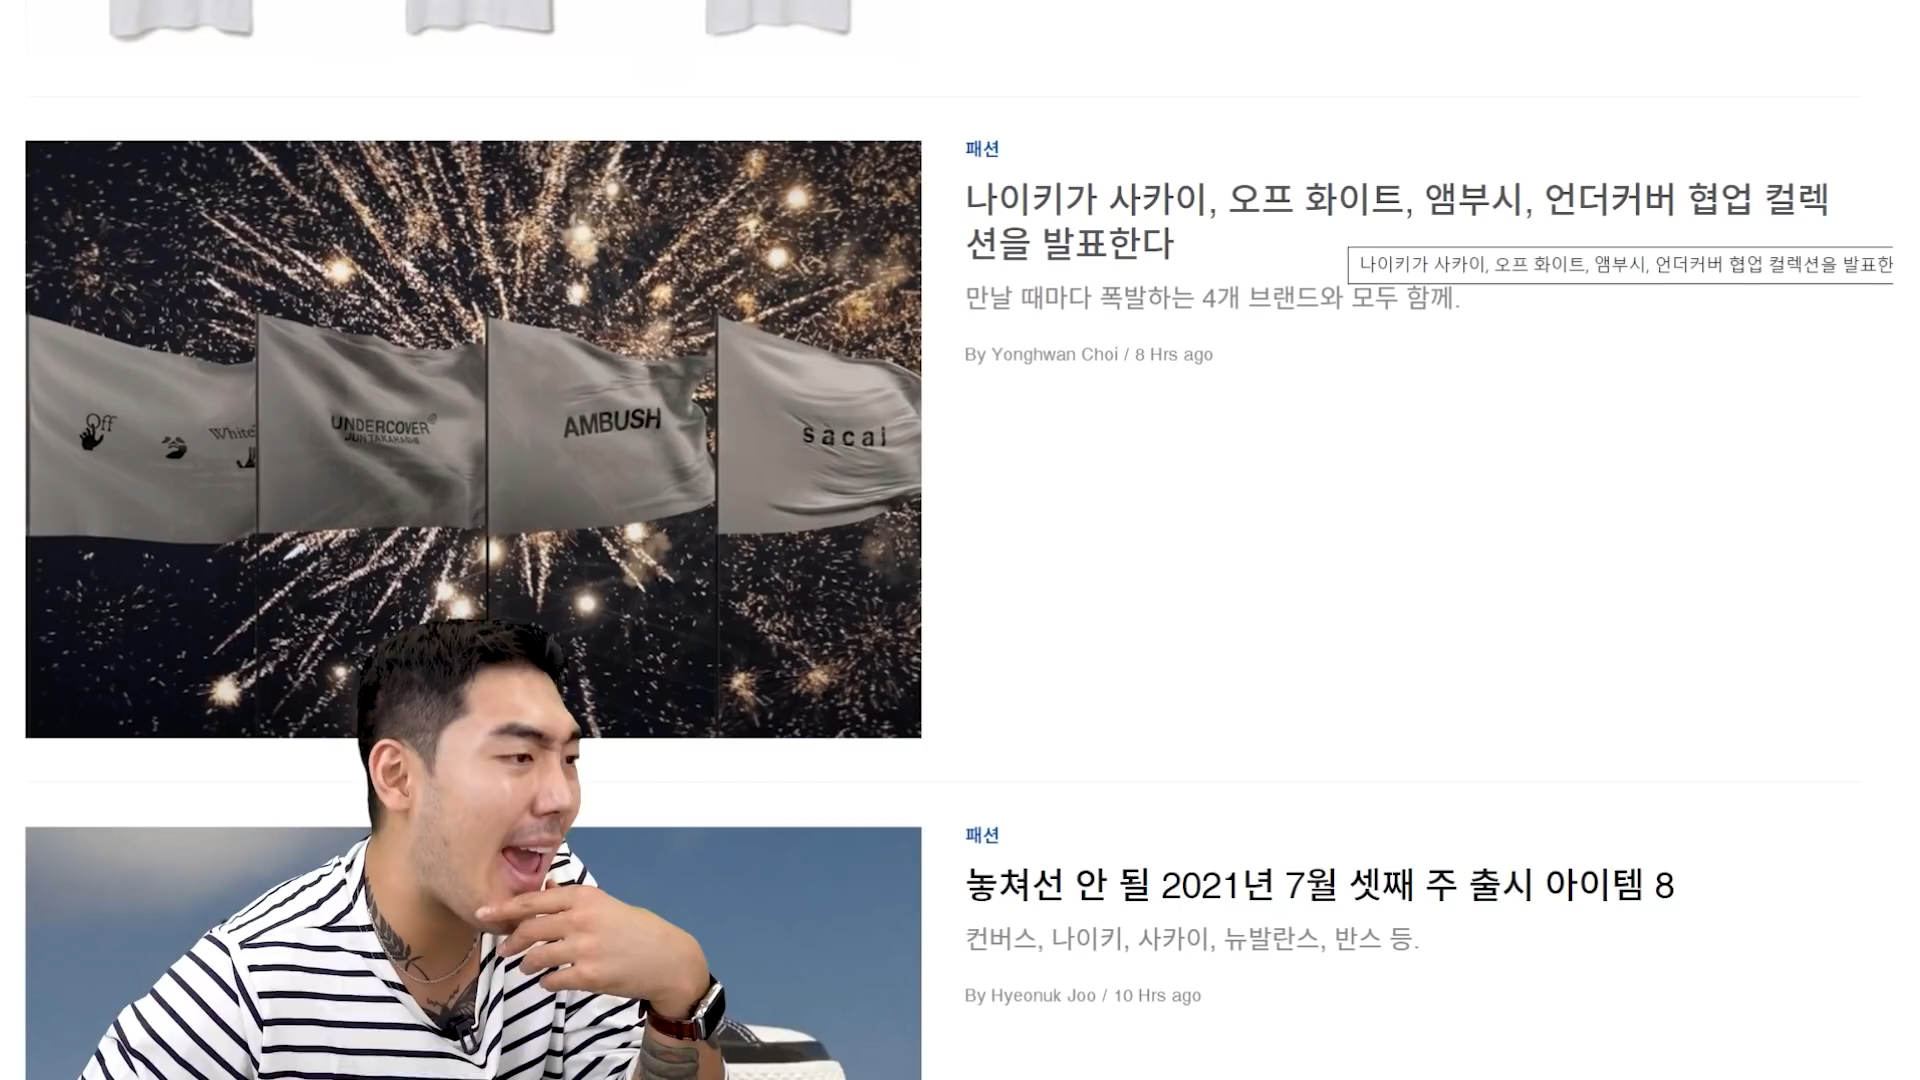 패션
나이키가 사카이, 오프 화이트, 앰부시, 언더커버 협업 컬렉
션을 발표한다
나이키가 사카이, 오프 화이트, 앰부시, 언더커버 협업 컬렉션을 발표한
만날 때마다 폭발하는 4개 브랜드와 모두 함께.
By Yonghwan Choi / 8 Hrs ago
Off White
UNDERCOVER
JUN TAKAHASHI
AMBUSH
sacai
패션
놓쳐선 안 될 2021년 7월 셋째 주 출시 아이템 8
컨버스, 나이키, 사카이, 뉴발란스, 반스 등.
By Hyeonuk Joo / 10 Hrs ago